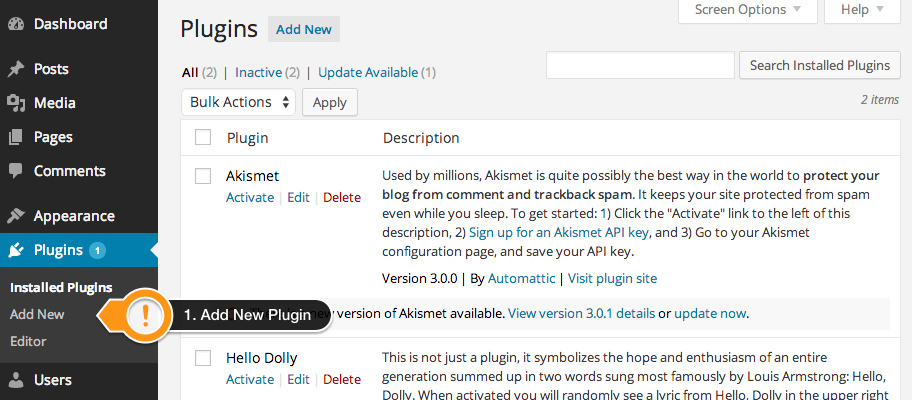 Dashboard
Posts
Media
Pages
Comments
Appearance
Plugins 1
Installed Plugins
Add New
Editor
Users
1. Add New Plugin
Screen Options
Help
Plugins Add New
All (2) | Inactive (2) | Update Available (1)
Search Installed Plugins
Bulk Actions
Apply
2 items
Plugin
Description
Akismet
Activate | Edit | Delete
Used by millions, Akismet is quite possibly the best way in the world to protect your
blog from comment and trackback spam. It keeps your site protected from spam
even while you sleep. To get started: 1) Click the "Activate" link to the left of this
description, 2) Sign up for an Akismet API key, and 3) Go to your Akismet
configuration page, and save your API key.
Version 3.0.0 | By Automattic | Visit plugin site
version of Akismet available. View version 3.0.1 details or update now.
Hello Dolly
Activate | Edit | Delete
This is not just a plugin, it symbolizes the hope and enthusiasm of an entire
generation summed up in two words sung most famously by Louis Armstrong: Hello,
Dolly. When activated you will randomly see a lyric from Hello, Dolly in the upper right